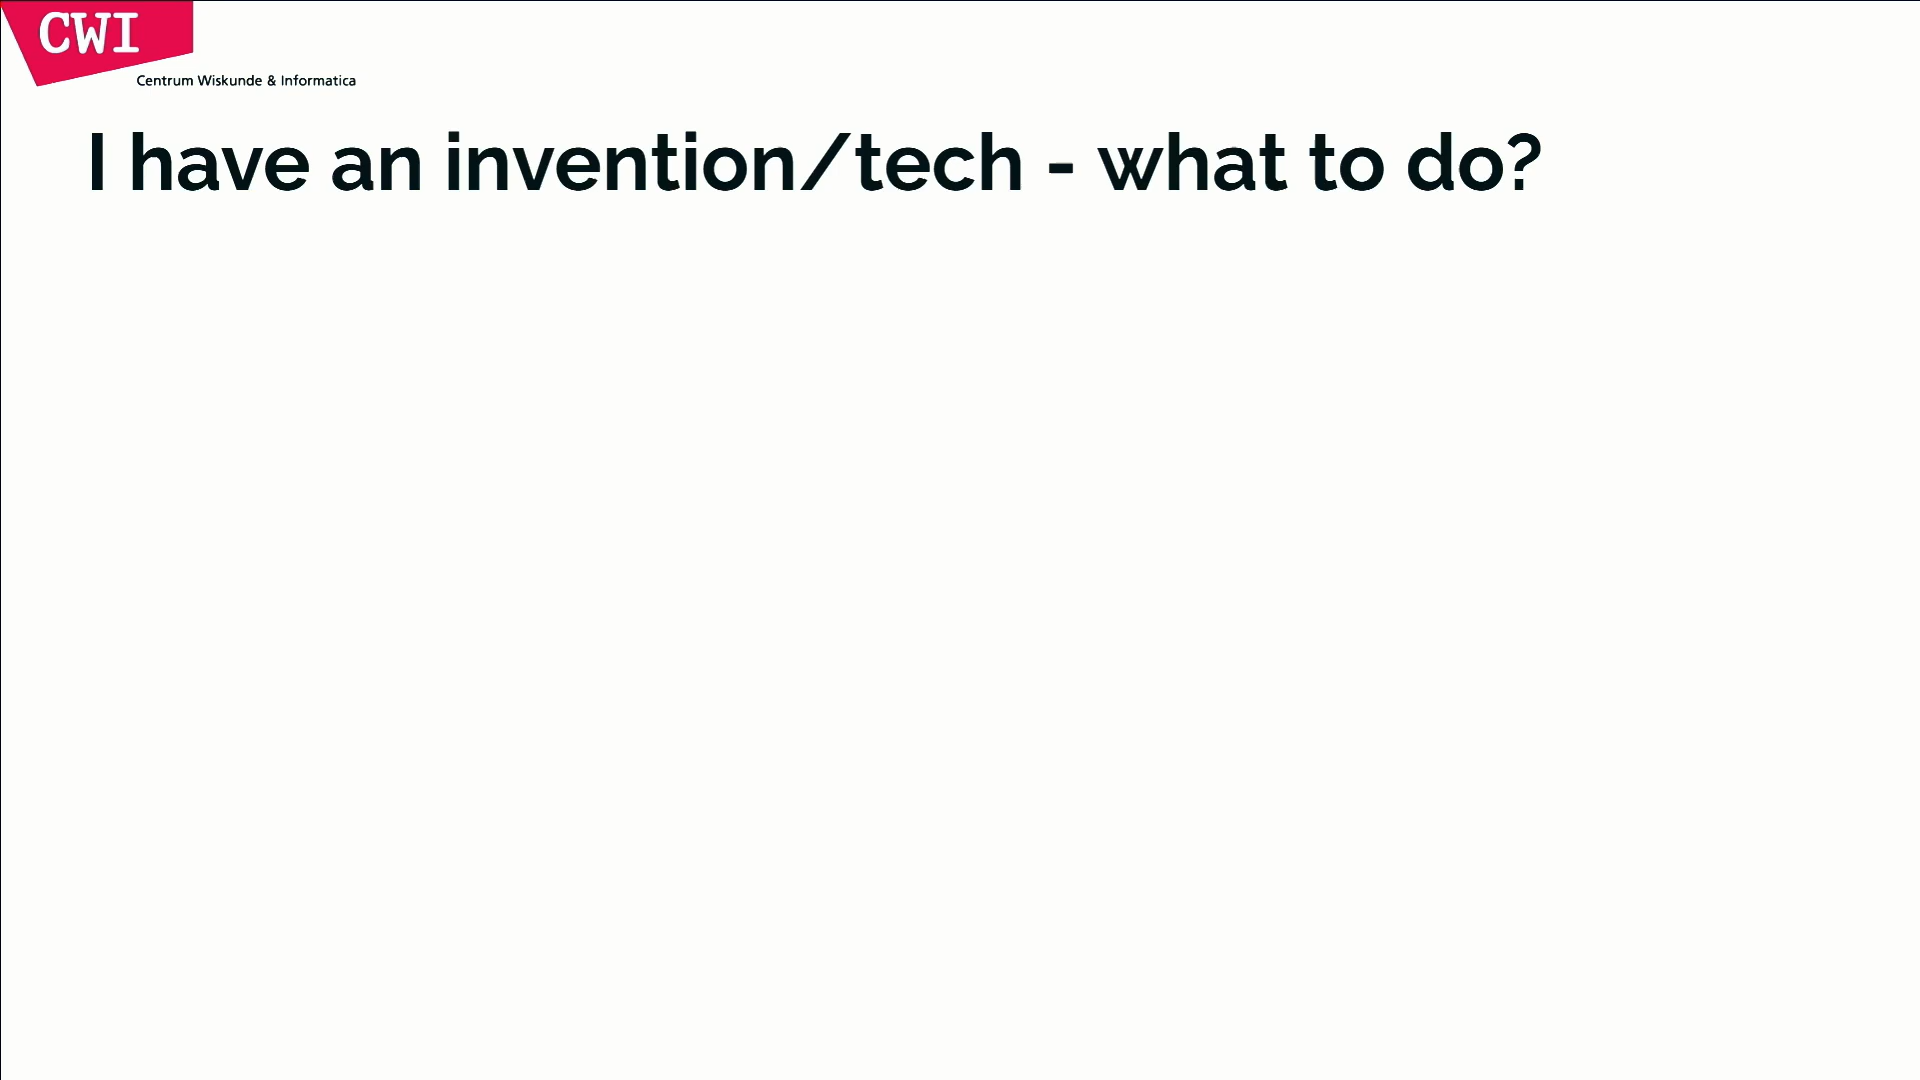 CWI
Centrum Wiskunde & Informatica
I have an invention/tech - what to do?